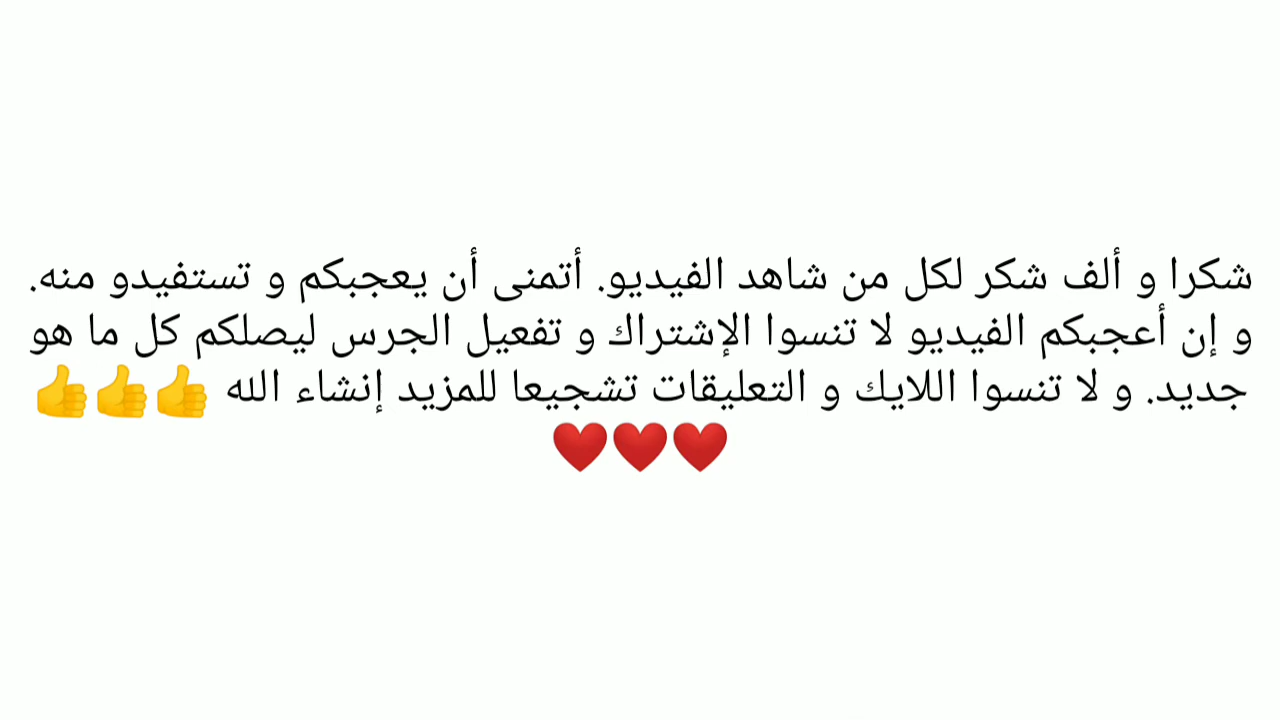 شكرا و ألف شكر لكل من شاهد الفيديو. أتمنى أن يعجبكم و تستفيدو منه.
و إن أعجبكم الفيديو لا تنسوا الإشتراك و تفعيل الجرس ليصلكم كل ما هو
جديد. و لا تنسوا اللايك و التعليقات تشجيعا للمزيد إنشاء الله 👍👍👍
❤️❤️❤️